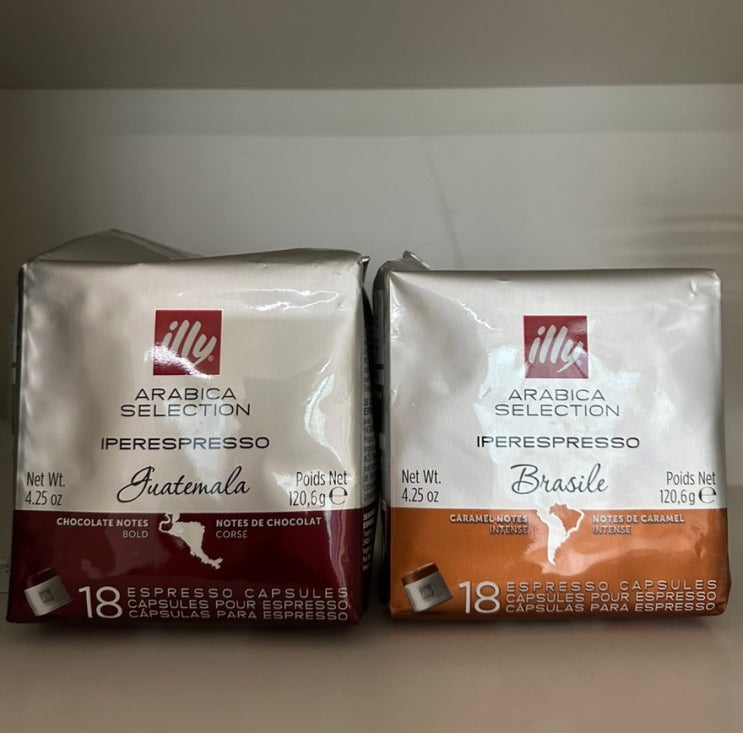 illy
ARABICA
SELECTION
IPERESPRESSO
Guatemala
Net Wt.
4.25 oz
Poids Net
120,6g e
CHOCOLATE NOTES
BOLD
NOTES DE CHOCOLAT
CORSÉ
18 ESPRESSO CAPSULES
CAPSULES POUR ESPRESSO
CÁPSULAS PARA ESPRESSO
illy
ARABICA
SELECTION
IPERESPRESSO
Brasile
Net Wt.
4.25 oz
Poids Net
120,6g e
CARAMEL NOTES
INTENSE
NOTES DE CARAMEL
INTENSE
18 ESPRESSO CAPSULES
CAPSULES POUR ESPRESSO
CÁPSULAS PARA ESPRESSO